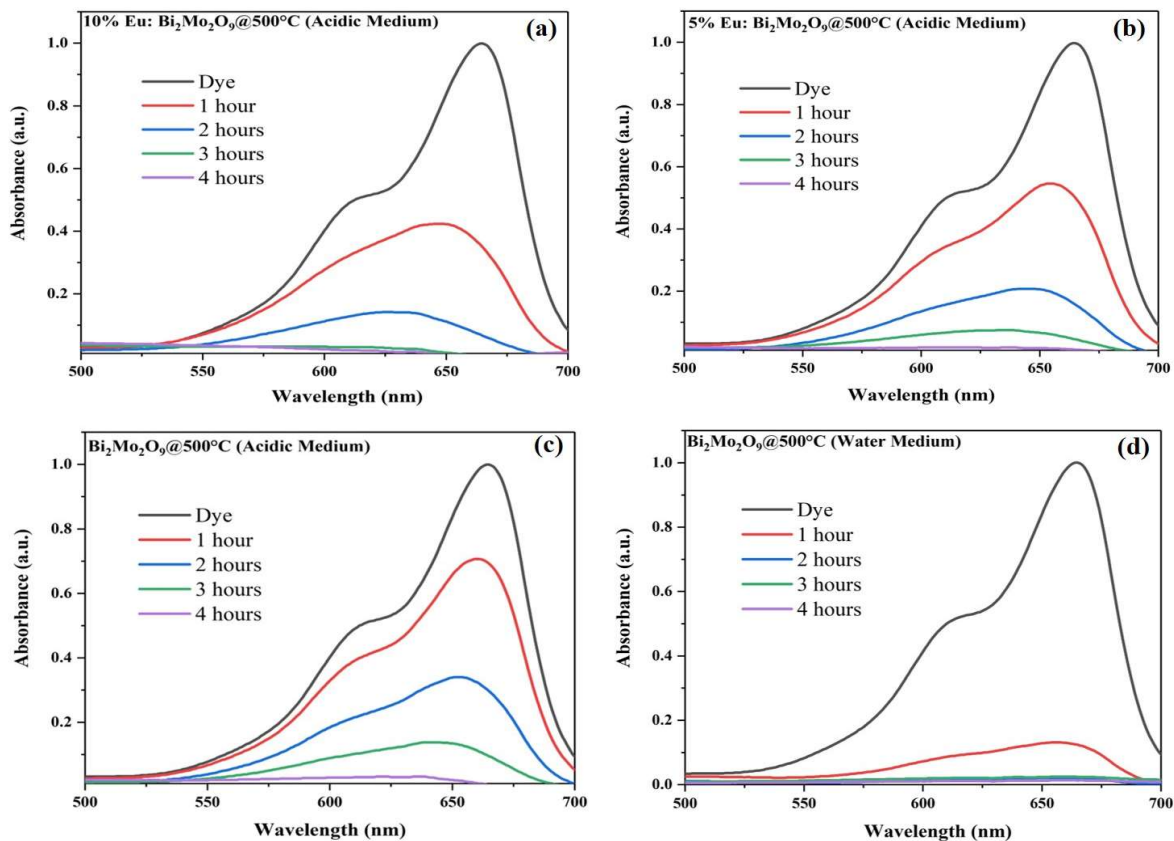 10% Eu: Bi₂Mo₂O₉@500°C (Acidic Medium)
(a)
1.0
0.8
0.6
0.4
0.2
Absorbance (a.u.)
Dye
1 hour
2 hours
3 hours
4 hours
500
550
600
650
700
Wavelength (nm)
5% Eu: Bi₂Mo₂O₉@500°C (Acidic Medium)
(b)
1.0
0.8
0.6
0.4
0.2
Absorbance (a.u.)
Dye
1 hour
2 hours
3 hours
4 hours
500
550
600
650
700
Wavelength (nm)
Bi₂Mo₂O₉@500°C (Acidic Medium)
(c)
1.0
0.8
0.6
0.4
0.2
Absorbance (a.u.)
Dye
1 hour
2 hours
3 hours
4 hours
500
550
600
650
700
Wavelength (nm)
Bi₂Mo₂O₉@500°C (Water Medium)
(d)
1.0
0.8
0.6
0.4
0.2
0.0
Absorbance (a.u.)
Dye
1 hour
2 hours
3 hours
4 hours
500
550
600
650
700
Wavelength (nm)